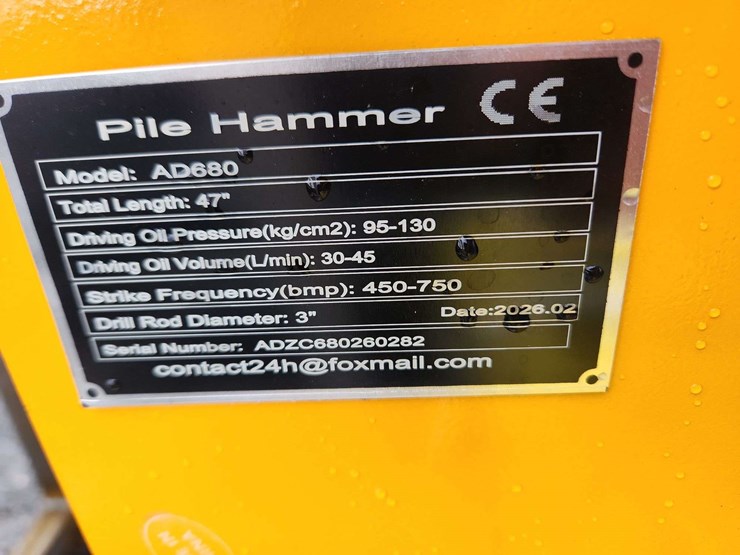 Pile Hammer CE
Model: AD680
Total Length: 47"
Driving Oil Pressure(kg/cm2): 95-130
Driving Oil Volume(L/min): 30-45
Strike Frequency(bmp): 450-750
Drill Rod Diameter: 3" Date:2026.02
Serial Number: ADZC680260282
contact24h@foxmail.com